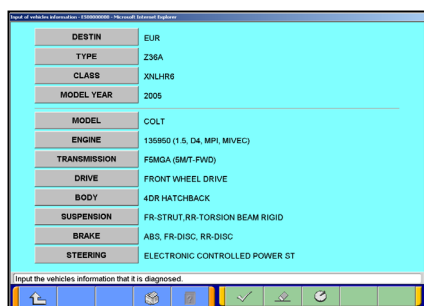 Input of vehicles information - ES00000000 - Microsoft Internet Explorer
DESTIN EUR
TYPE Z36A
CLASS XNLHR6
MODEL YEAR 2005
MODEL COLT
ENGINE 135950 (1.5, D4, MPI, MIVEC)
TRANSMISSION F5MGA (5M/T-FWD)
DRIVE FRONT WHEEL DRIVE
BODY 4DR HATCHBACK
SUSPENSION FR-STRUT,RR-TORSION BEAM RIGID
BRAKE ABS, FR-DISC, RR-DISC
STEERING ELECTRONIC CONTROLLED POWER ST
Input the vehicles information that it is diagnosed.